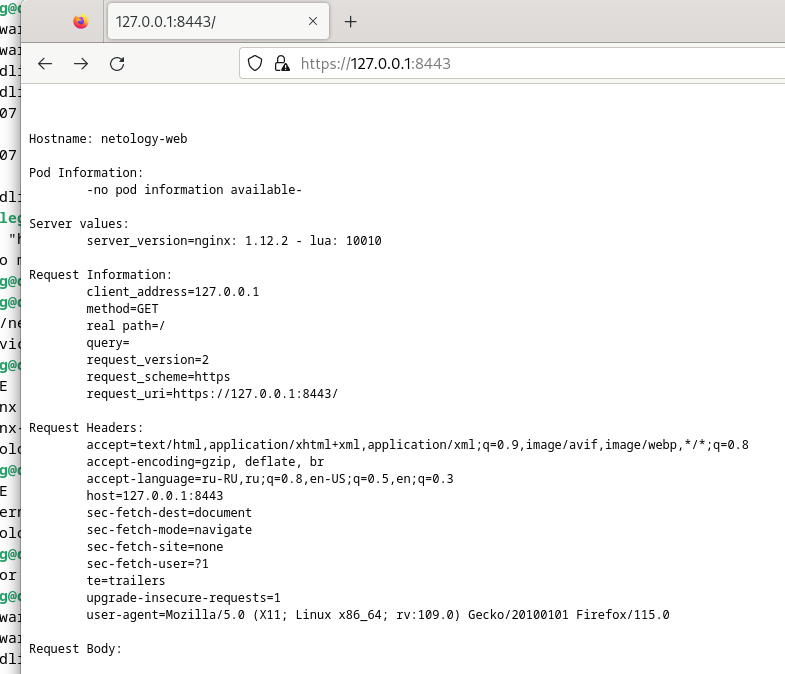 127.0.0.1:8443/
https://127.0.0.1:8443
Hostname: netology-web
Pod Information:
-no pod information available-
Server values:
server_version=nginx: 1.12.2 - lua: 10010
Request Information:
client_address=127.0.0.1
method=GET
real path=/
query=
request_version=2
request_scheme=https
request_uri=https://127.0.0.1:8443/
Request Headers:
accept=text/html,application/xhtml+xml,application/xml;q=0.9,image/avif,image/webp,*/*;q=0.8
accept-encoding=gzip, deflate, br
accept-language=ru-RU,ru;q=0.8,en-US;q=0.5,en;q=0.3
host=127.0.0.1:8443
sec-fetch-dest=document
sec-fetch-mode=navigate
sec-fetch-site=none
sec-fetch-user=?1
te=trailers
upgrade-insecure-requests=1
user-agent=Mozilla/5.0 (X11; Linux x86_64; rv:109.0) Gecko/20100101 Firefox/115.0
Request Body: